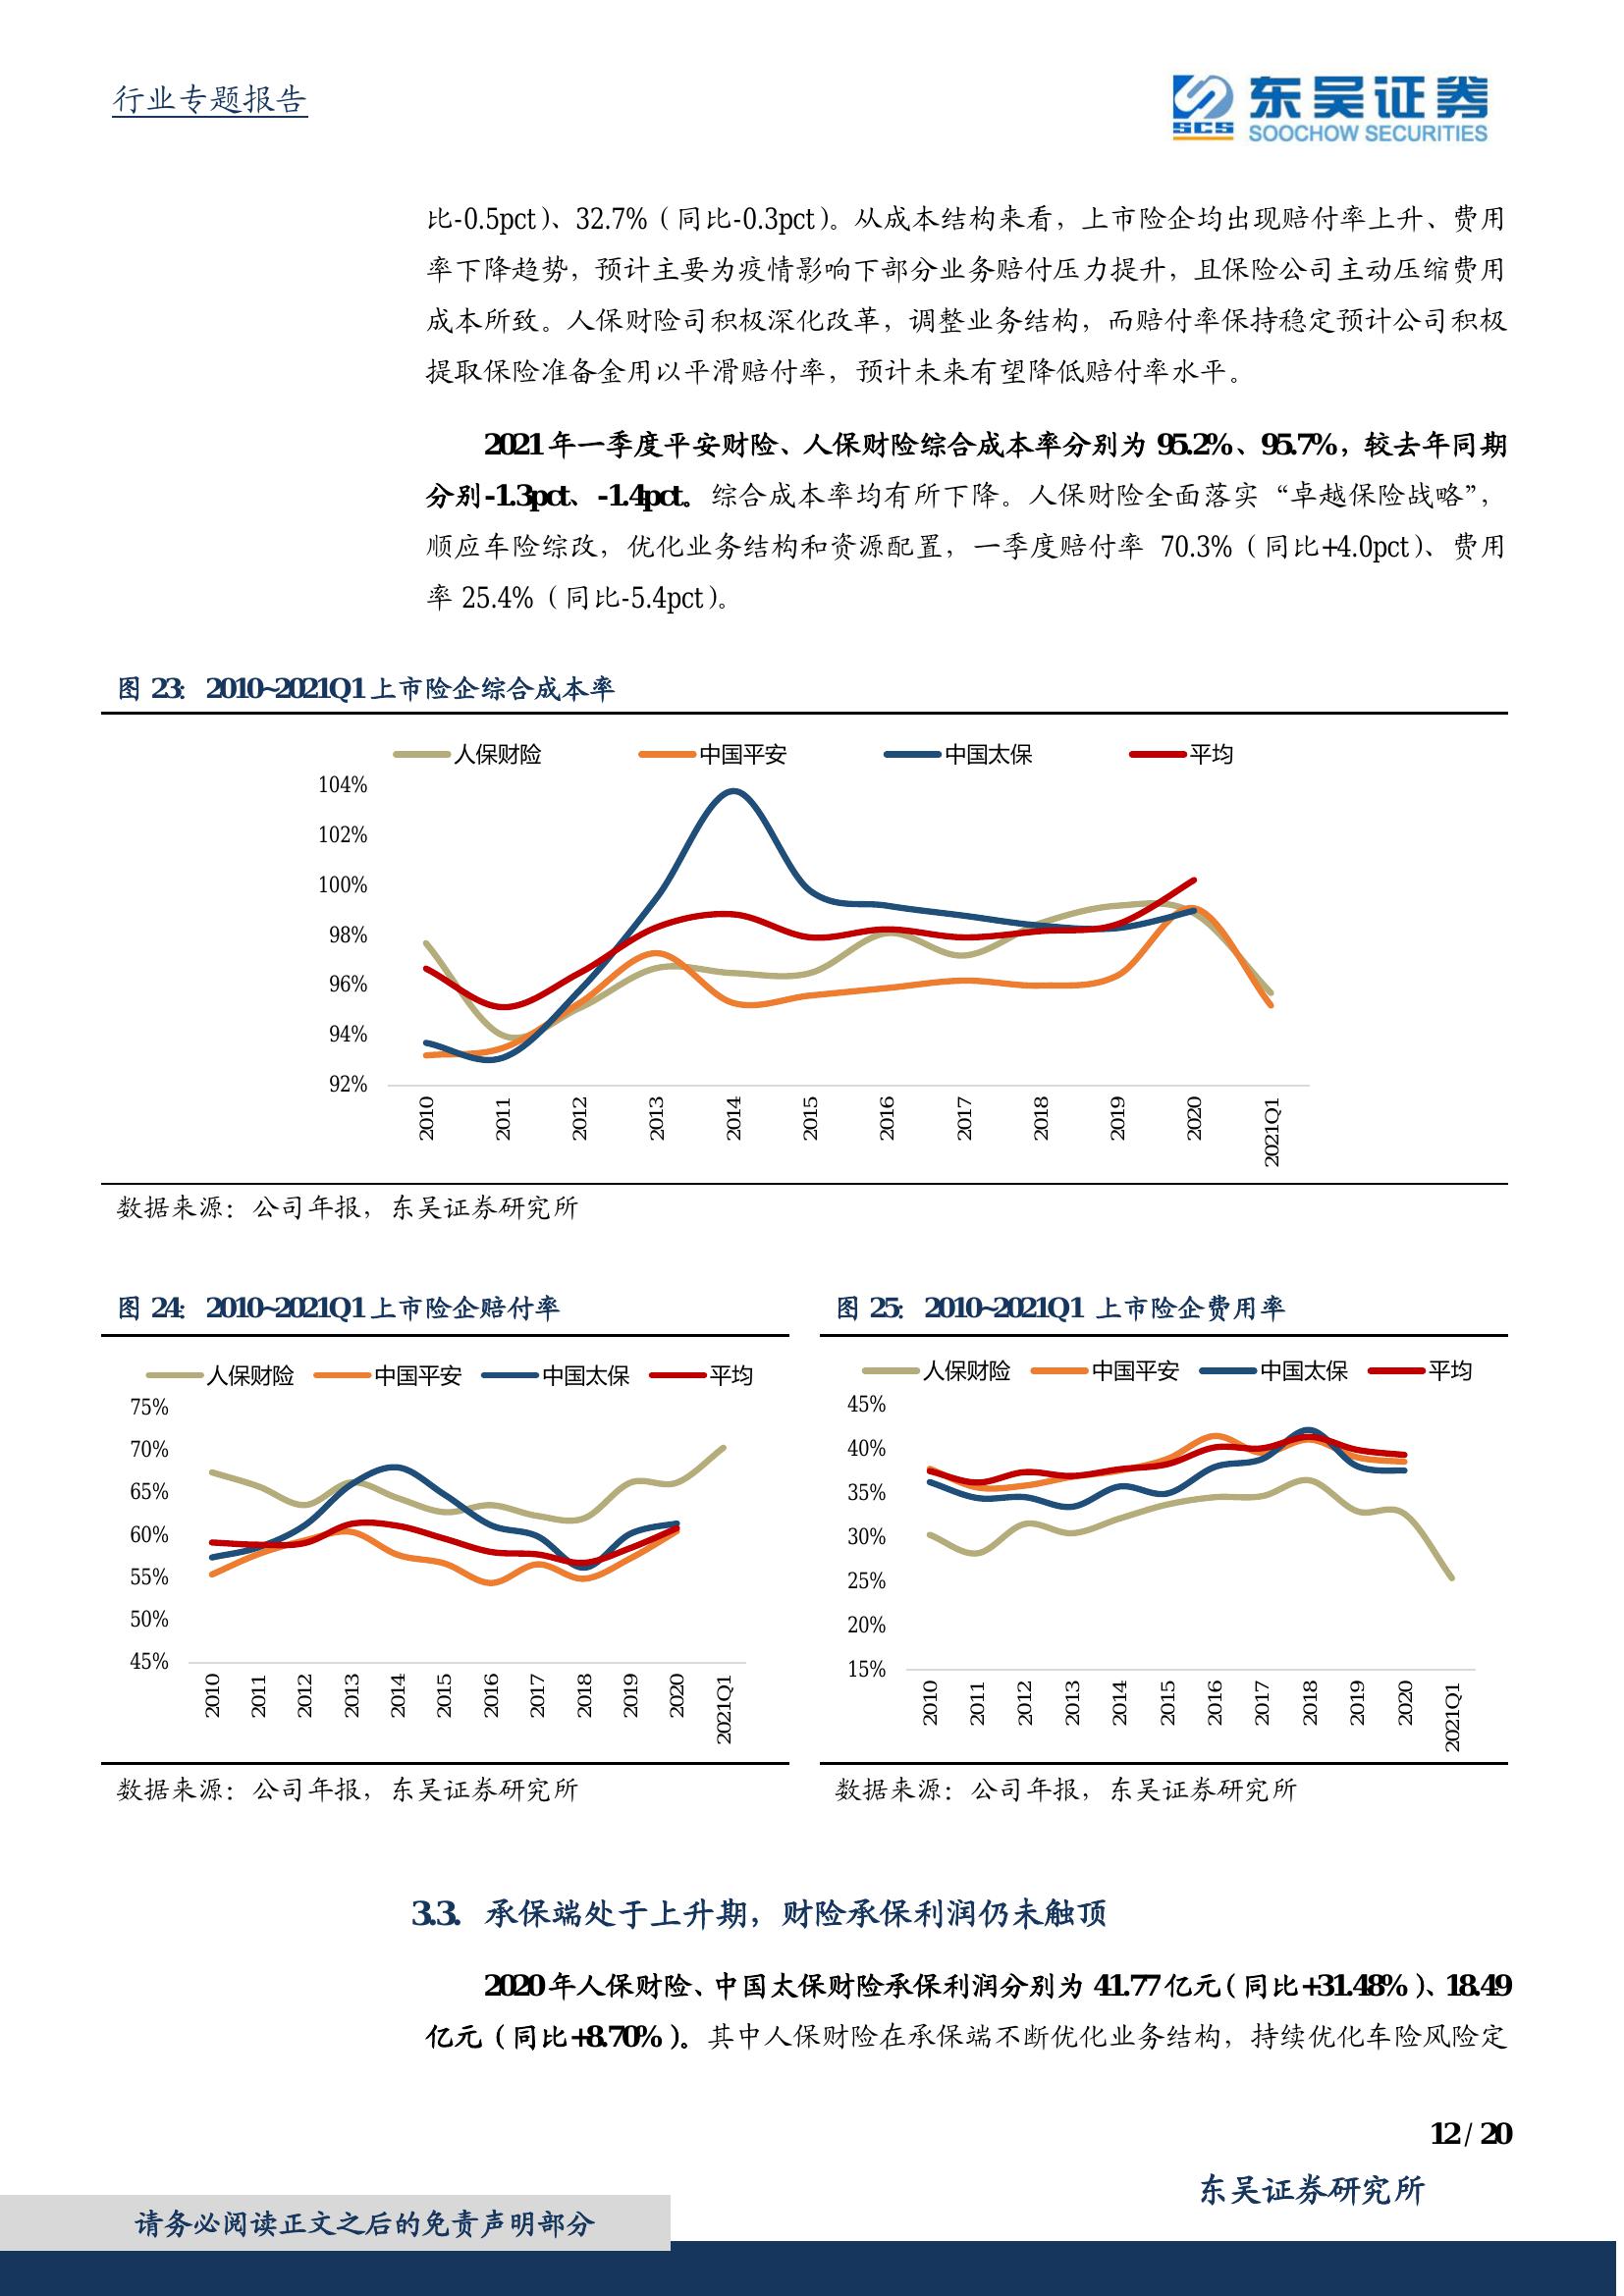 行业专题报告
SCS 东吴证券
SOOCHOW SECURITIES
比-0.5pct）、32.7%（同比-0.3pct）。从成本结构来看，上市险企均出现赔付率上升、费用
率下降趋势，预计主要为疫情影响下部分业务赔付压力提升，且保险公司主动压缩费用
成本所致。人保财险司积极深化改革，调整业务结构，而赔付率保持稳定预计公司积极
提取保险准备金用以平滑赔付率，预计未来有望降低赔付率水平。
2021年一季度平安财险、人保财险综合成本率分别为 95.2%、95.7%，较去年同期
分别-1.3pct、-1.4pct。综合成本率均有所下降。人保财险全面落实“卓越保险战略”，
顺应车险综改，优化业务结构和资源配置，一季度赔付率 70.3%（同比+4.0pct）、费用
率 25.4%（同比-5.4pct）。
图 23： 2010~2021Q1上市险企综合成本率
人保财险 中国平安 中国太保 平均
104%
102%
100%
98%
96%
94%
92%
2010 2011 2012 2013 2014 2015 2016 2017 2018 2019 2020 2021Q1
数据来源：公司年报，东吴证券研究所
图 24： 2010~2021Q1上市险企赔付率
人保财险 中国平安 中国太保 平均
75%
70%
65%
60%
55%
50%
45%
2010 2011 2012 2013 2014 2015 2016 2017 2018 2019 2020 2021Q1
数据来源：公司年报，东吴证券研究所
图 25： 2010~2021Q1 上市险企费用率
人保财险 中国平安 中国太保 平均
45%
40%
35%
30%
25%
20%
15%
2010 2011 2012 2013 2014 2015 2016 2017 2018 2019 2020 2021Q1
数据来源：公司年报，东吴证券研究所
3.3. 承保端处于上升期，财险承保利润仍未触顶
2020年人保财险、中国太保财险承保利润分别为 41.77亿元（同比+31.48%）、18.49
亿元（同比+8.70%）。其中人保财险在承保端不断优化业务结构，持续优化车险风险定
12 / 20
东吴证券研究所
请务必阅读正文之后的免责声明部分